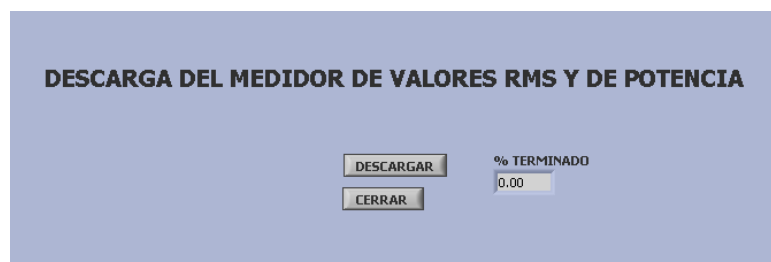 DESCARGA DEL MEDIDOR DE VALORES RMS Y DE POTENCIA
DESCARGAR
% TERMINADO
0.00
CERRAR